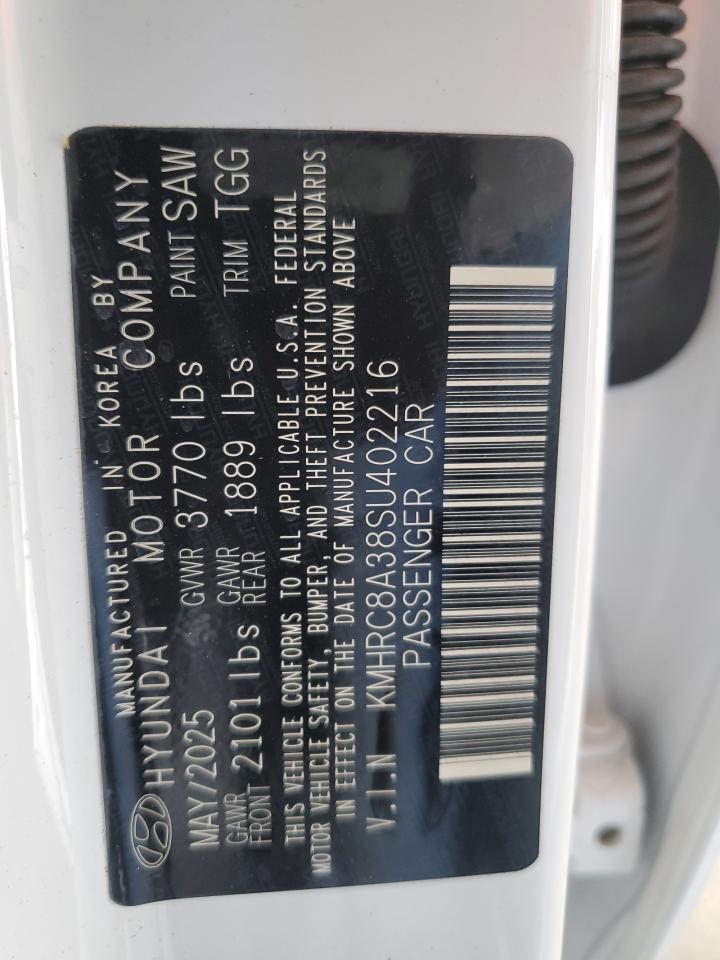 MANUFACTURED IN KOREA BY
HYUNDAI MOTOR COMPANY
MAY/2025 GVWR 3770 lbs PAINT SAW
GAWR FRONT 2101 lbs GAWR REAR 1889 lbs TRIM TGG
THIS VEHICLE CONFORMS TO ALL APPLICABLE U.S.A. FEDERAL
MOTOR VEHICLE SAFETY, BUMPER, AND THEFT PREVENTION STANDARDS
IN EFFECT ON THE DATE OF MANUFACTURE SHOWN ABOVE
V.I.N KMHRC8A38SU402216
PASSENGER CAR